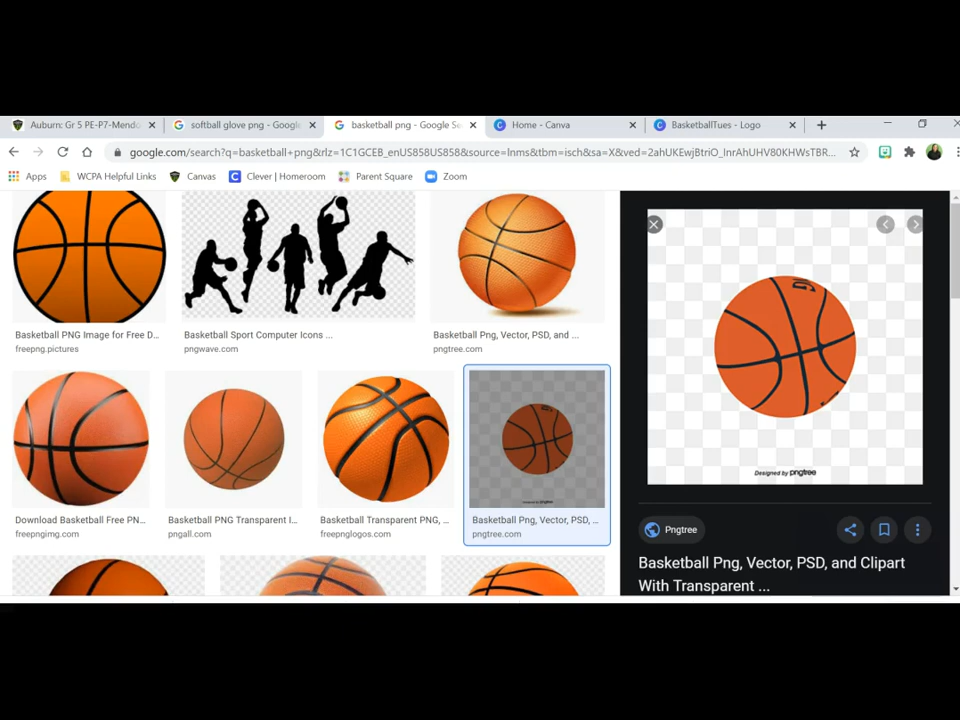 Auburn: Gr 5 PE-P7-Mendo
softball glove png - Google
basketball png - Google Se
Home - Canva
BasketballTues - Logo
google.com/search?q=basketball+png&rlz=1C1GCEB_enUS858US858&source=lnms&tbm=isch&sa=X&ved=2ahUKEwjBtriO_InrAhUHV80KHWsTBR...
Apps
WCPA Helpful Links
Canvas
Clever | Homeroom
Parent Square
Zoom
Basketball PNG Image for Free D...
freepng.pictures
Basketball Sport Computer Icons ...
pngwave.com
Basketball Png, Vector, PSD, and ...
pngtree.com
Download Basketball Free PN...
freepngimg.com
Basketball PNG Transparent I...
pngall.com
Basketball Transparent PNG, ...
freepnglogos.com
Basketball Png, Vector, PSD, ...
pngtree.com
Designed by pngtree
Pngtree
Basketball Png, Vector, PSD, and Clipart
With Transparent ...